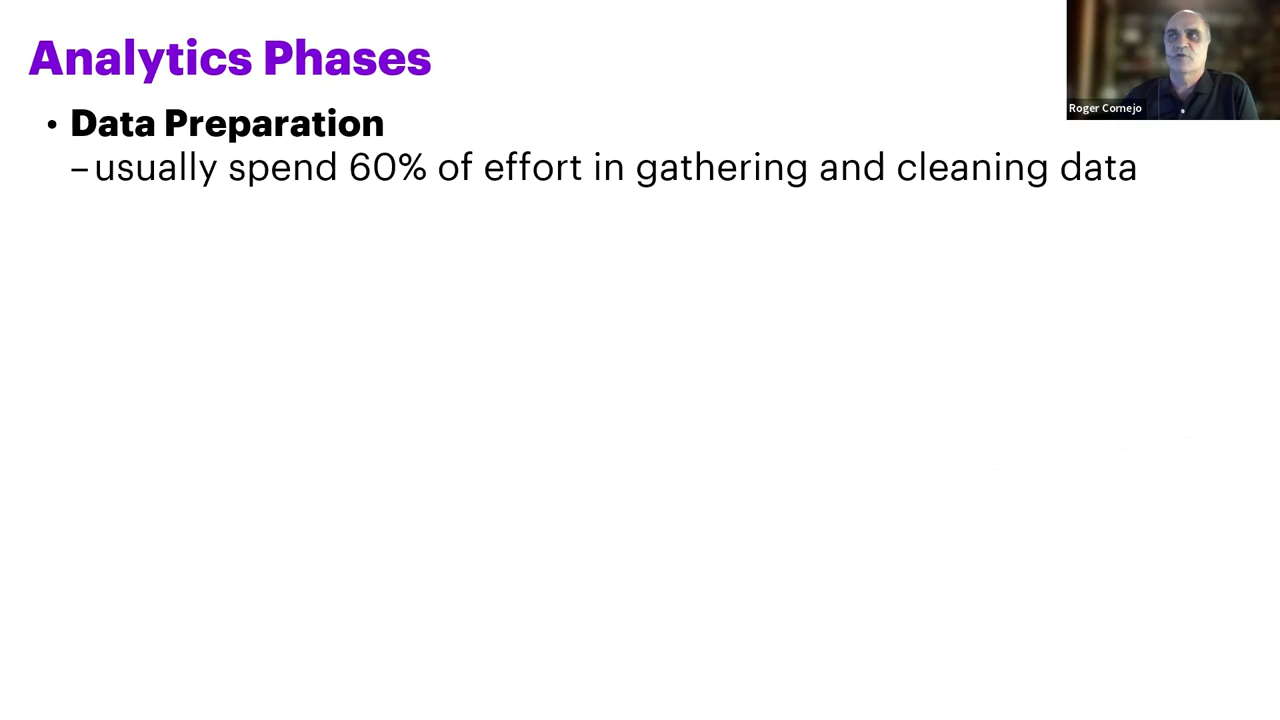 Analytics Phases
Roger Cornejo
• Data Preparation
– usually spend 60% of effort in gathering and cleaning data